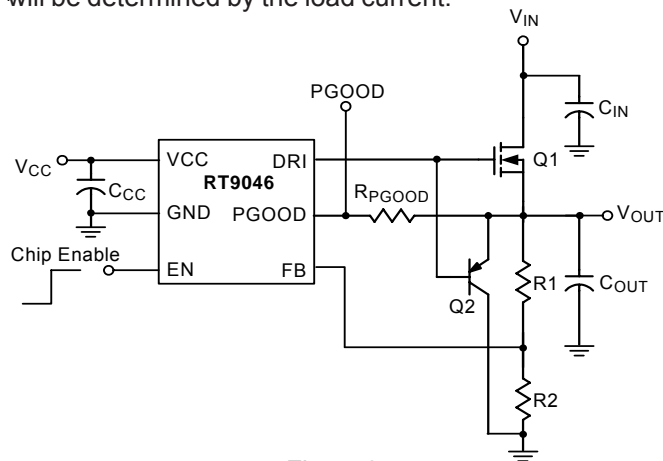 will be determined by the load current.
VIN
PGOOD
CIN
VCC
VCC
DRI
Q1
RT9046
CCC
RPGOOD
GND
PGOOD
VOUT
Chip Enable
EN
FB
R1
COUT
Q2
R2